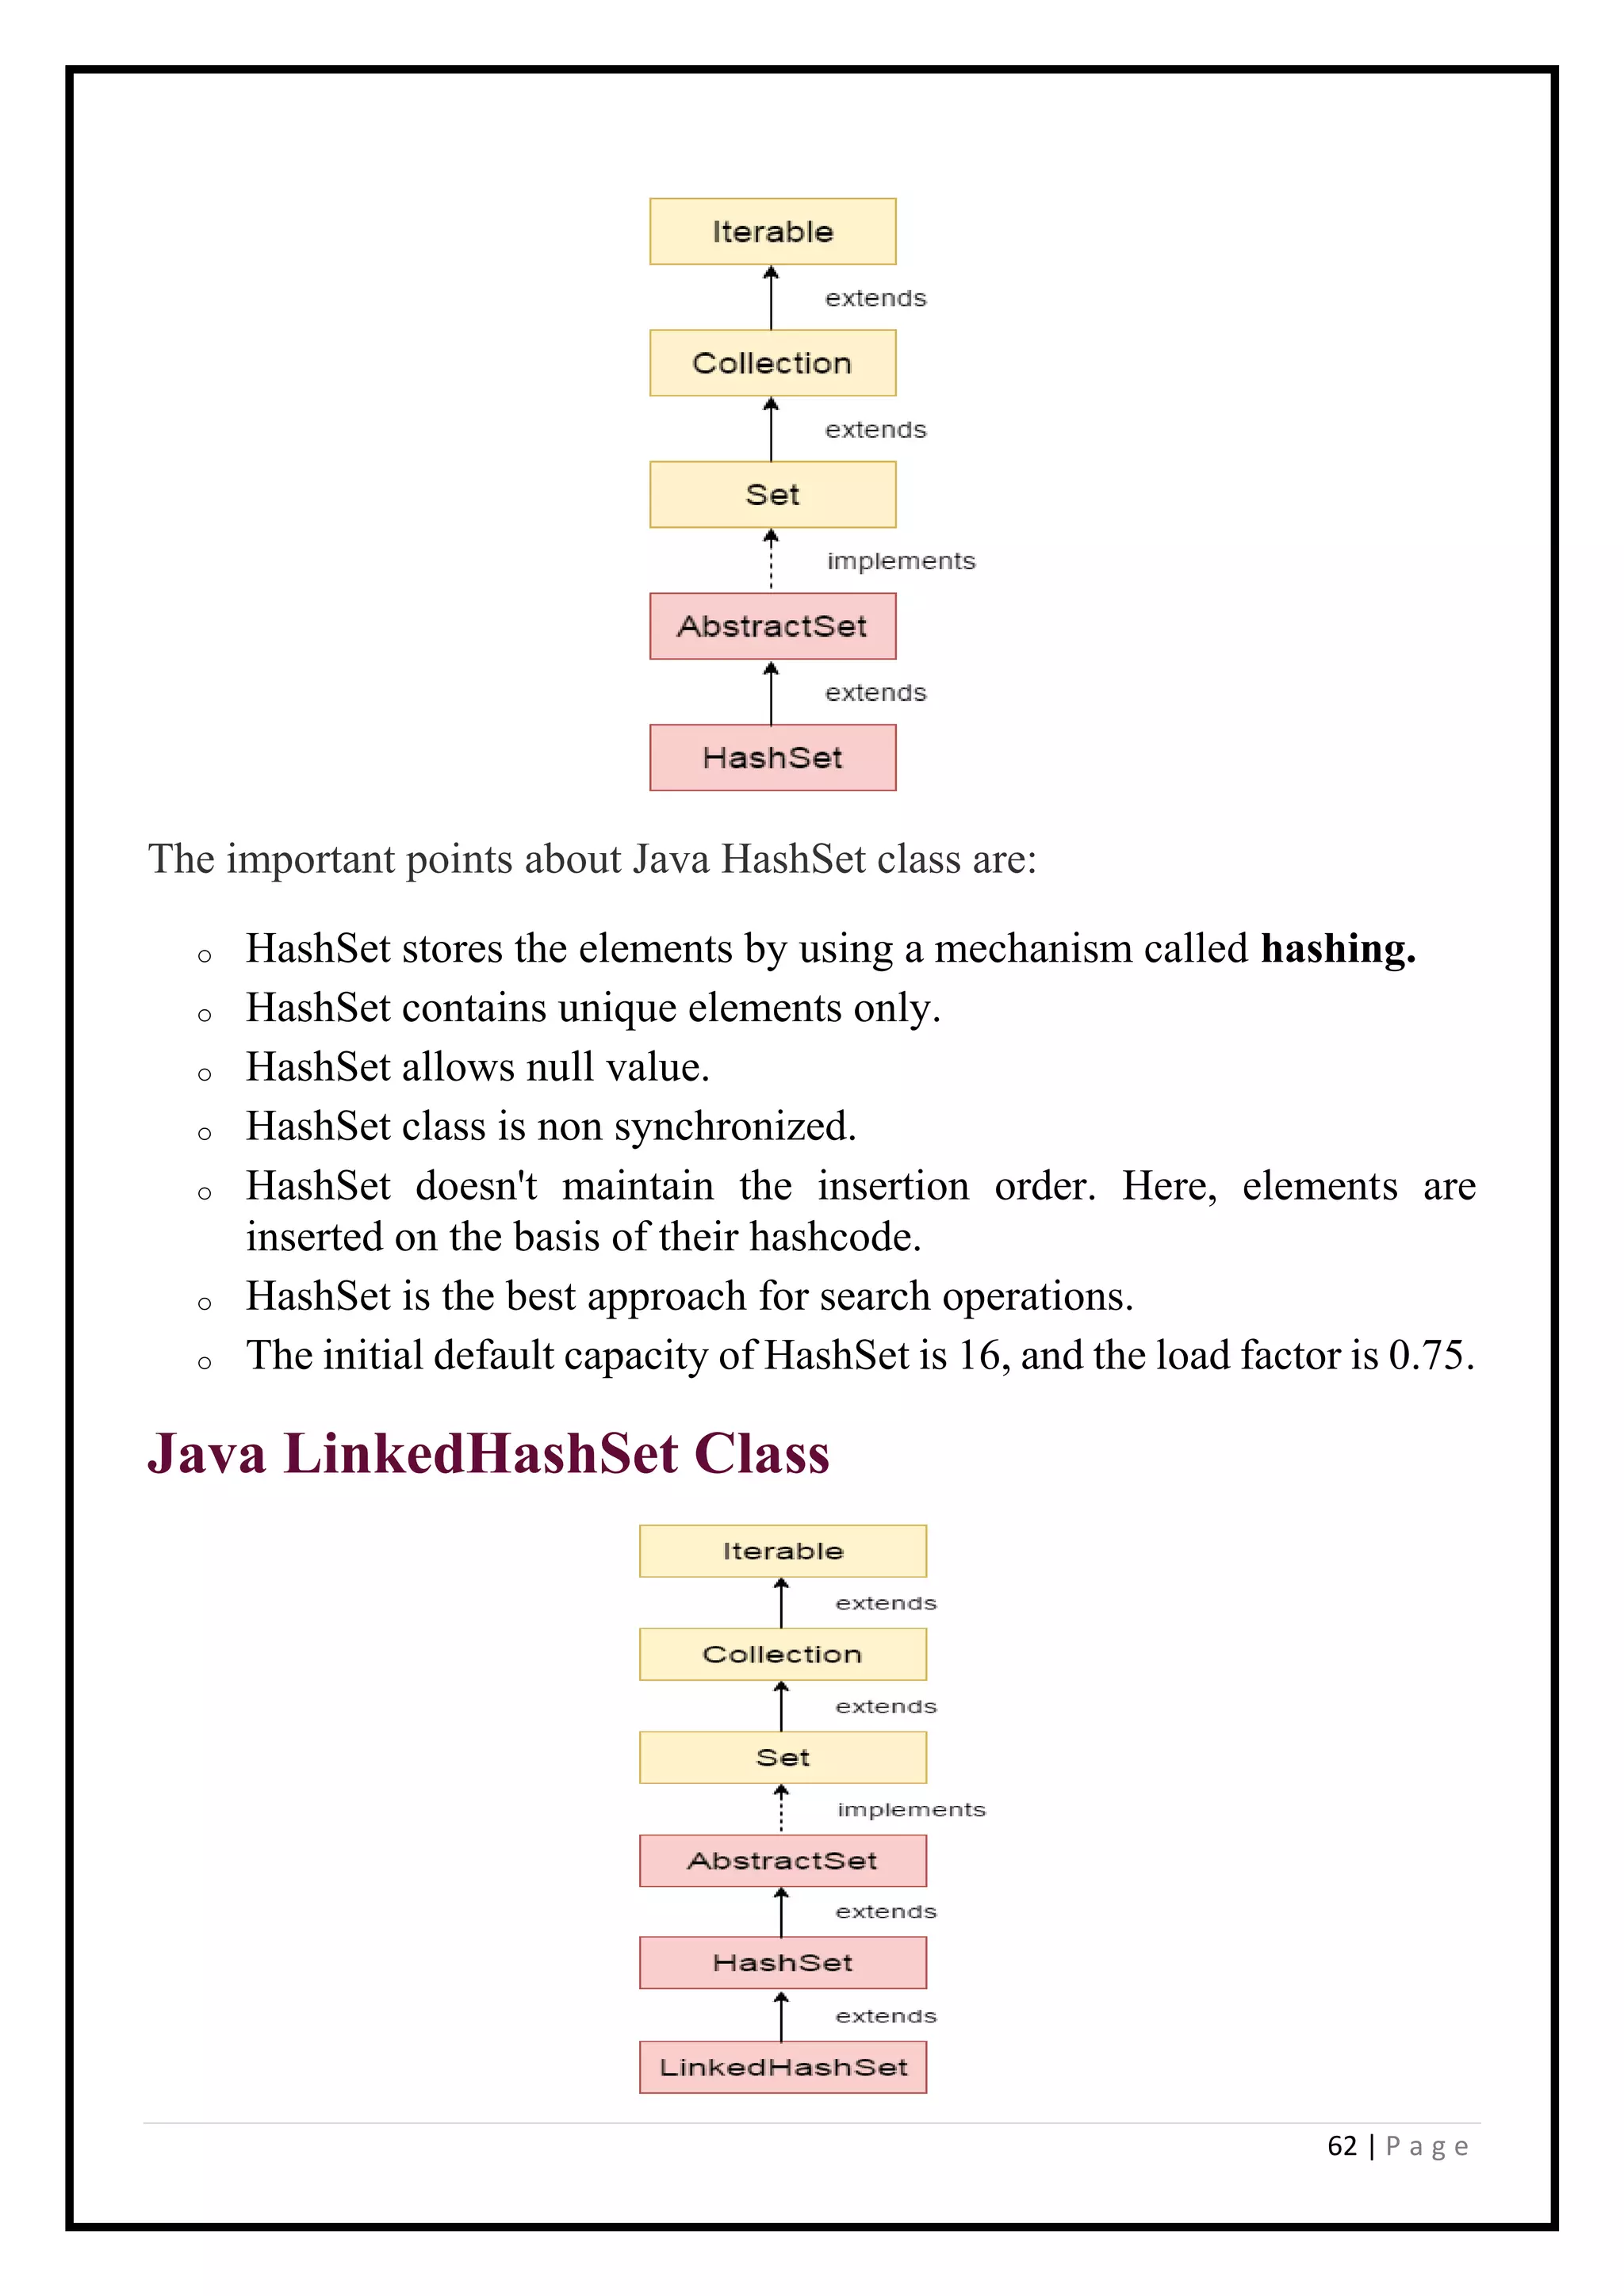 Iterable
extends
Collection
extends
Set
implements
AbstractSet
extends
HashSet
The important points about Java HashSet class are:
o HashSet stores the elements by using a mechanism called hashing.
o HashSet contains unique elements only.
o HashSet allows null value.
o HashSet class is non synchronized.
o HashSet doesn't maintain the insertion order. Here, elements are
inserted on the basis of their hashcode.
o HashSet is the best approach for search operations.
o The initial default capacity of HashSet is 16, and the load factor is 0.75.
Java LinkedHashSet Class
Iterable
extends
Collection
extends
Set
implements
AbstractSet
extends
HashSet
extends
LinkedHashSet
62 | P a g e